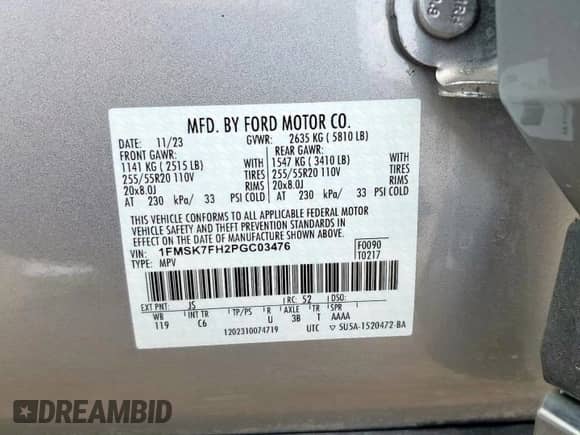 MFD. BY FORD MOTOR CO.
DATE: 11/23 GVWR: 2635 KG ( 5810 LB)
FRONT GAWR: REAR GAWR:
1141 KG ( 2515 LB) WITH 1547 KG ( 3410 LB) WITH
255/55R20 110V TIRES 255/55R20 110V TIRES
20x8.0J RIMS 20x8.0J RIMS
AT 230 kPa/ 33 PSI COLD AT 230 kPa/ 33 PSI COLD
THIS VEHICLE CONFORMS TO ALL APPLICABLE FEDERAL MOTOR
VEHICLE SAFETY AND THEFT PREVENTION STANDARDS IN EFFECT
ON THE DATE OF MANUFACTURE SHOWN ABOVE.
VIN: 1FMSK7FH2PGC03476 F0090
TYPE: MPV T0217
EXT PNT: JS RC: 52 DSO:
WB INT TR TP/PS R AXLE TR SPR
119 C6 U 3B T AAAA
1202310074719 UTC ▽ SU5A-1520472-BA
DREAMBID